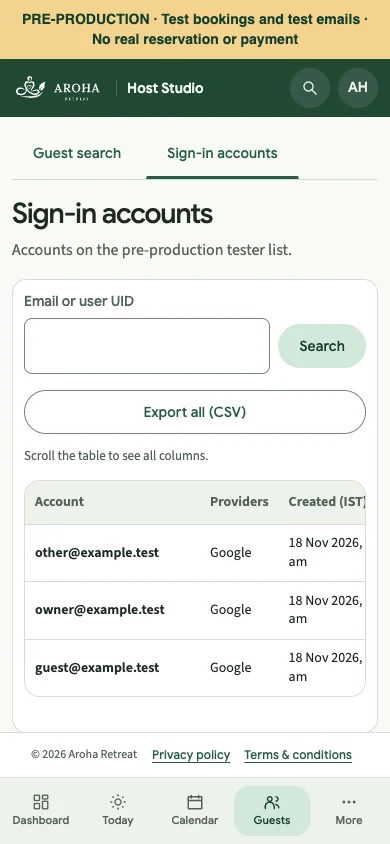 PRE-PRODUCTION · Test bookings and test emails ·
No real reservation or payment
AROHA
RETREAT
Host Studio
AH
Guest search
Sign-in accounts
Sign-in accounts
Accounts on the pre-production tester list.
Email or user UID
Search
Export all (CSV)
Scroll the table to see all columns.
Account Providers Created (IST)
other@example.test Google 18 Nov 2026,
am
owner@example.test Google 18 Nov 2026,
am
guest@example.test Google 18 Nov 2026,
am
© 2026 Aroha Retreat Privacy policy Terms & conditions
Dashboard Today Calendar Guests More